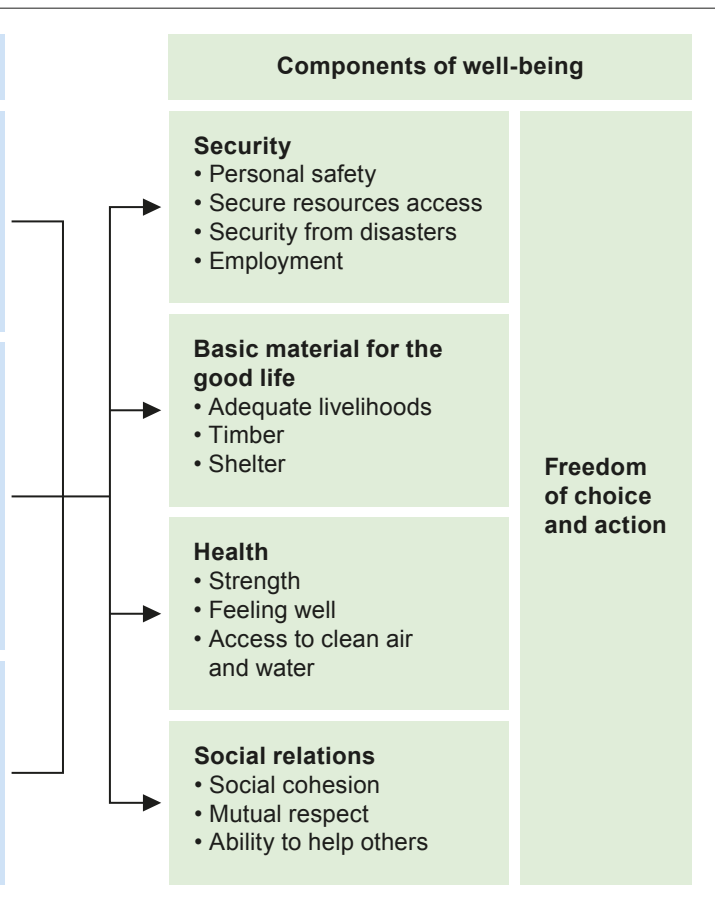 Components of well-being
Security
• Personal safety
• Secure resources access
• Security from disasters
• Employment
Basic material for the
good life
• Adequate livelihoods
• Timber
• Shelter
Health
• Strength
• Feeling well
• Access to clean air
and water
Social relations
• Social cohesion
• Mutual respect
• Ability to help others
Freedom
of choice
and action